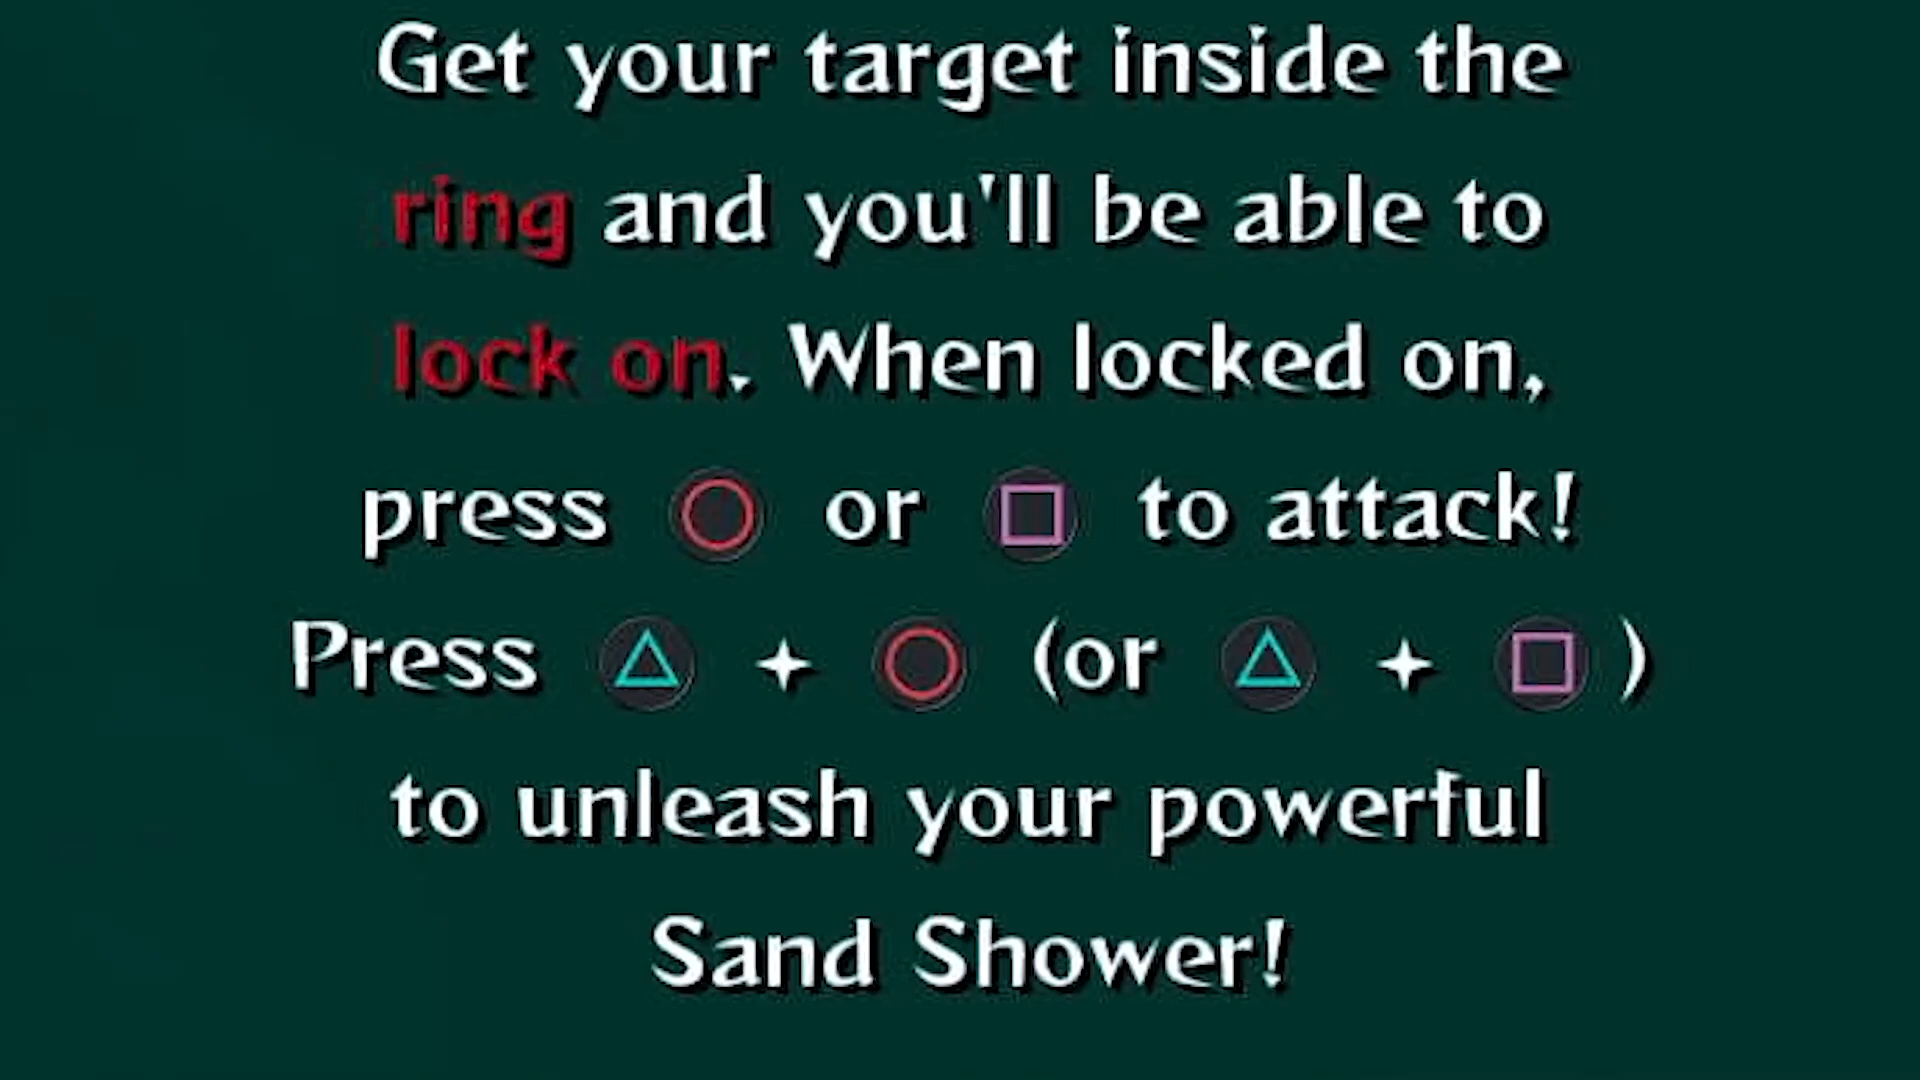 Get your target inside the
ring and you'll be able to
lock on. When locked on,
press ○ or □ to attack!
Press △ + ○ (or △ + □ )
to unleash your powerful
Sand Shower!